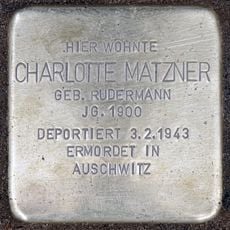 HIER WOHNTE
CHARLOTTE MATZNER
GEB. RUDERMANN
JG. 1900
DEPORTIERT 3.2.1943
ERMORDET IN
AUSCHWITZ